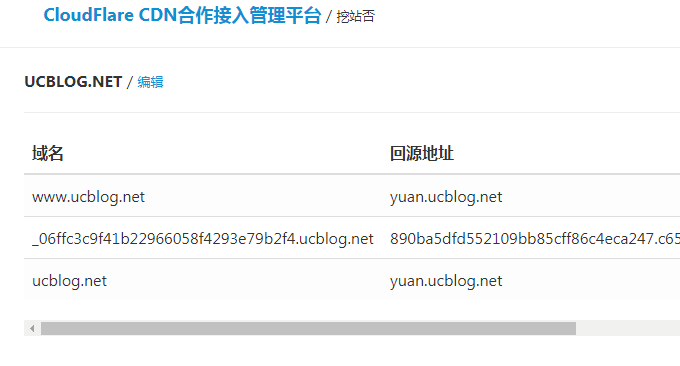 CloudFlare CDN合作接入管理平台 / 挖站否
UCBLOG.NET / 编辑
域名 回源地址
www.ucblog.net yuan.ucblog.net
_06ffc3c9f41b22966058f4293e79b2f4.ucblog.net 890ba5dfd552109bb85cff86c4eca247.c65
ucblog.net yuan.ucblog.net